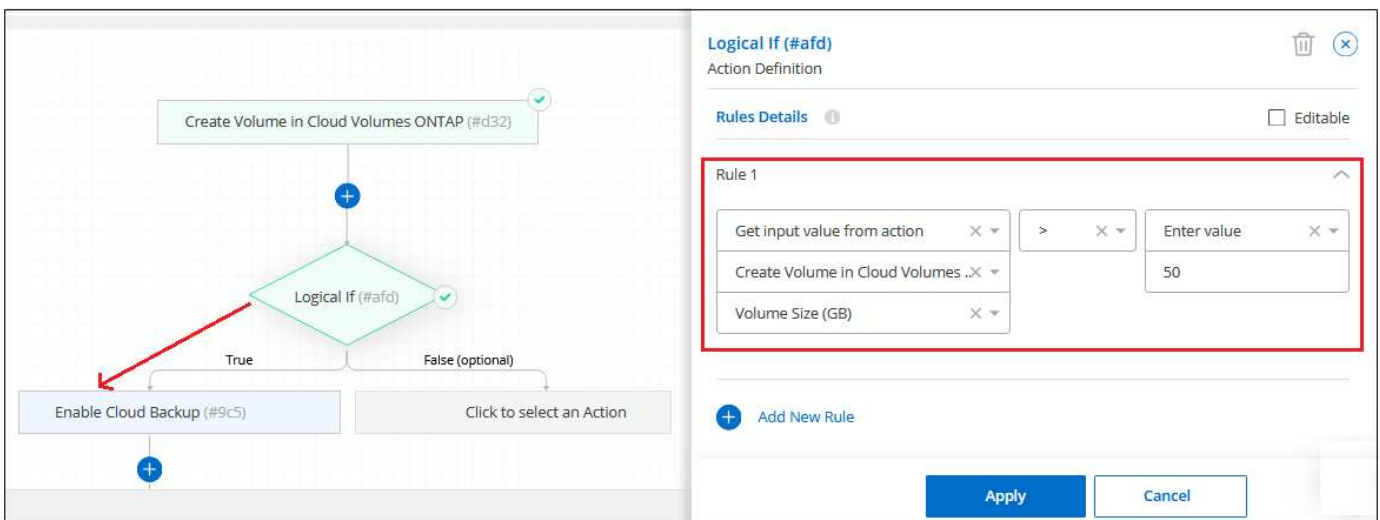 Create Volume in Cloud Volumes ONTAP (#d32)
Logical If (#afd)
True
False (optional)
Enable Cloud Backup (#9c5)
Click to select an Action
Logical If (#afd)
Action Definition
Rules Details
Editable
Rule 1
Get input value from action
>
Enter value
Create Volume in Cloud Volumes ..
50
Volume Size (GB)
Add New Rule
Apply
Cancel